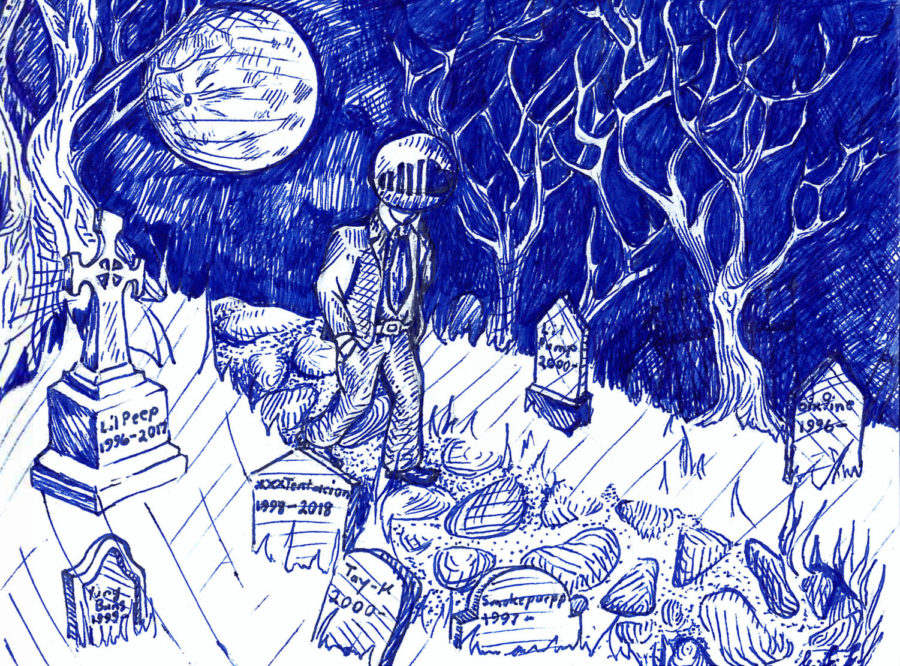 Lil Peep
1996-2017
XXXTentacion
1998-2018
Yung
Bans
1999-
Tay-K
2000-
Smokepurpp
1997-
Lil
Pump
2000-
6ix9ine
1996-